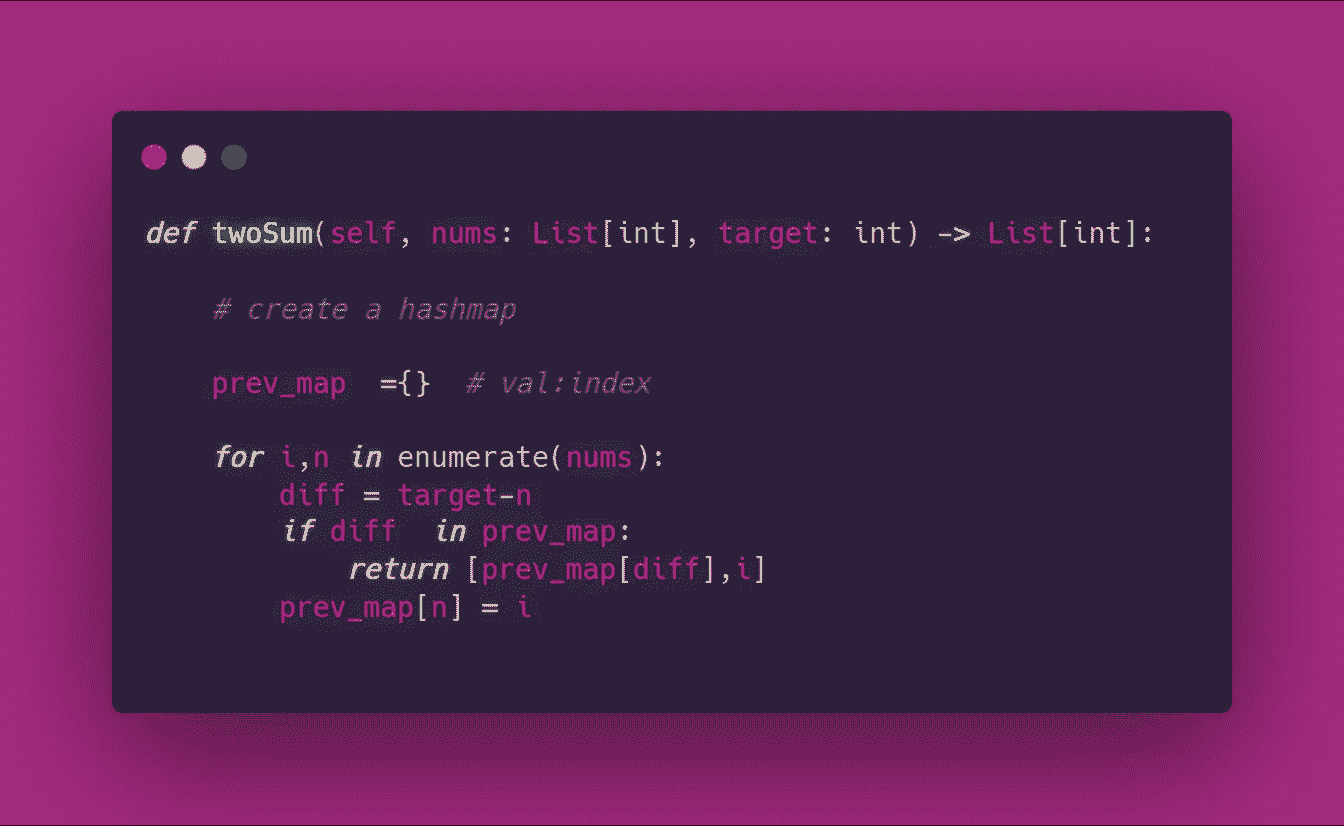 def twoSum(self, nums: List[int], target: int) -> List[int]:
    # create a hashmap
    prev_map  ={}  # val:index
    for i,n in enumerate(nums):
        diff = target-n
        if diff  in prev_map:
            return [prev_map[diff],i]
        prev_map[n] = i